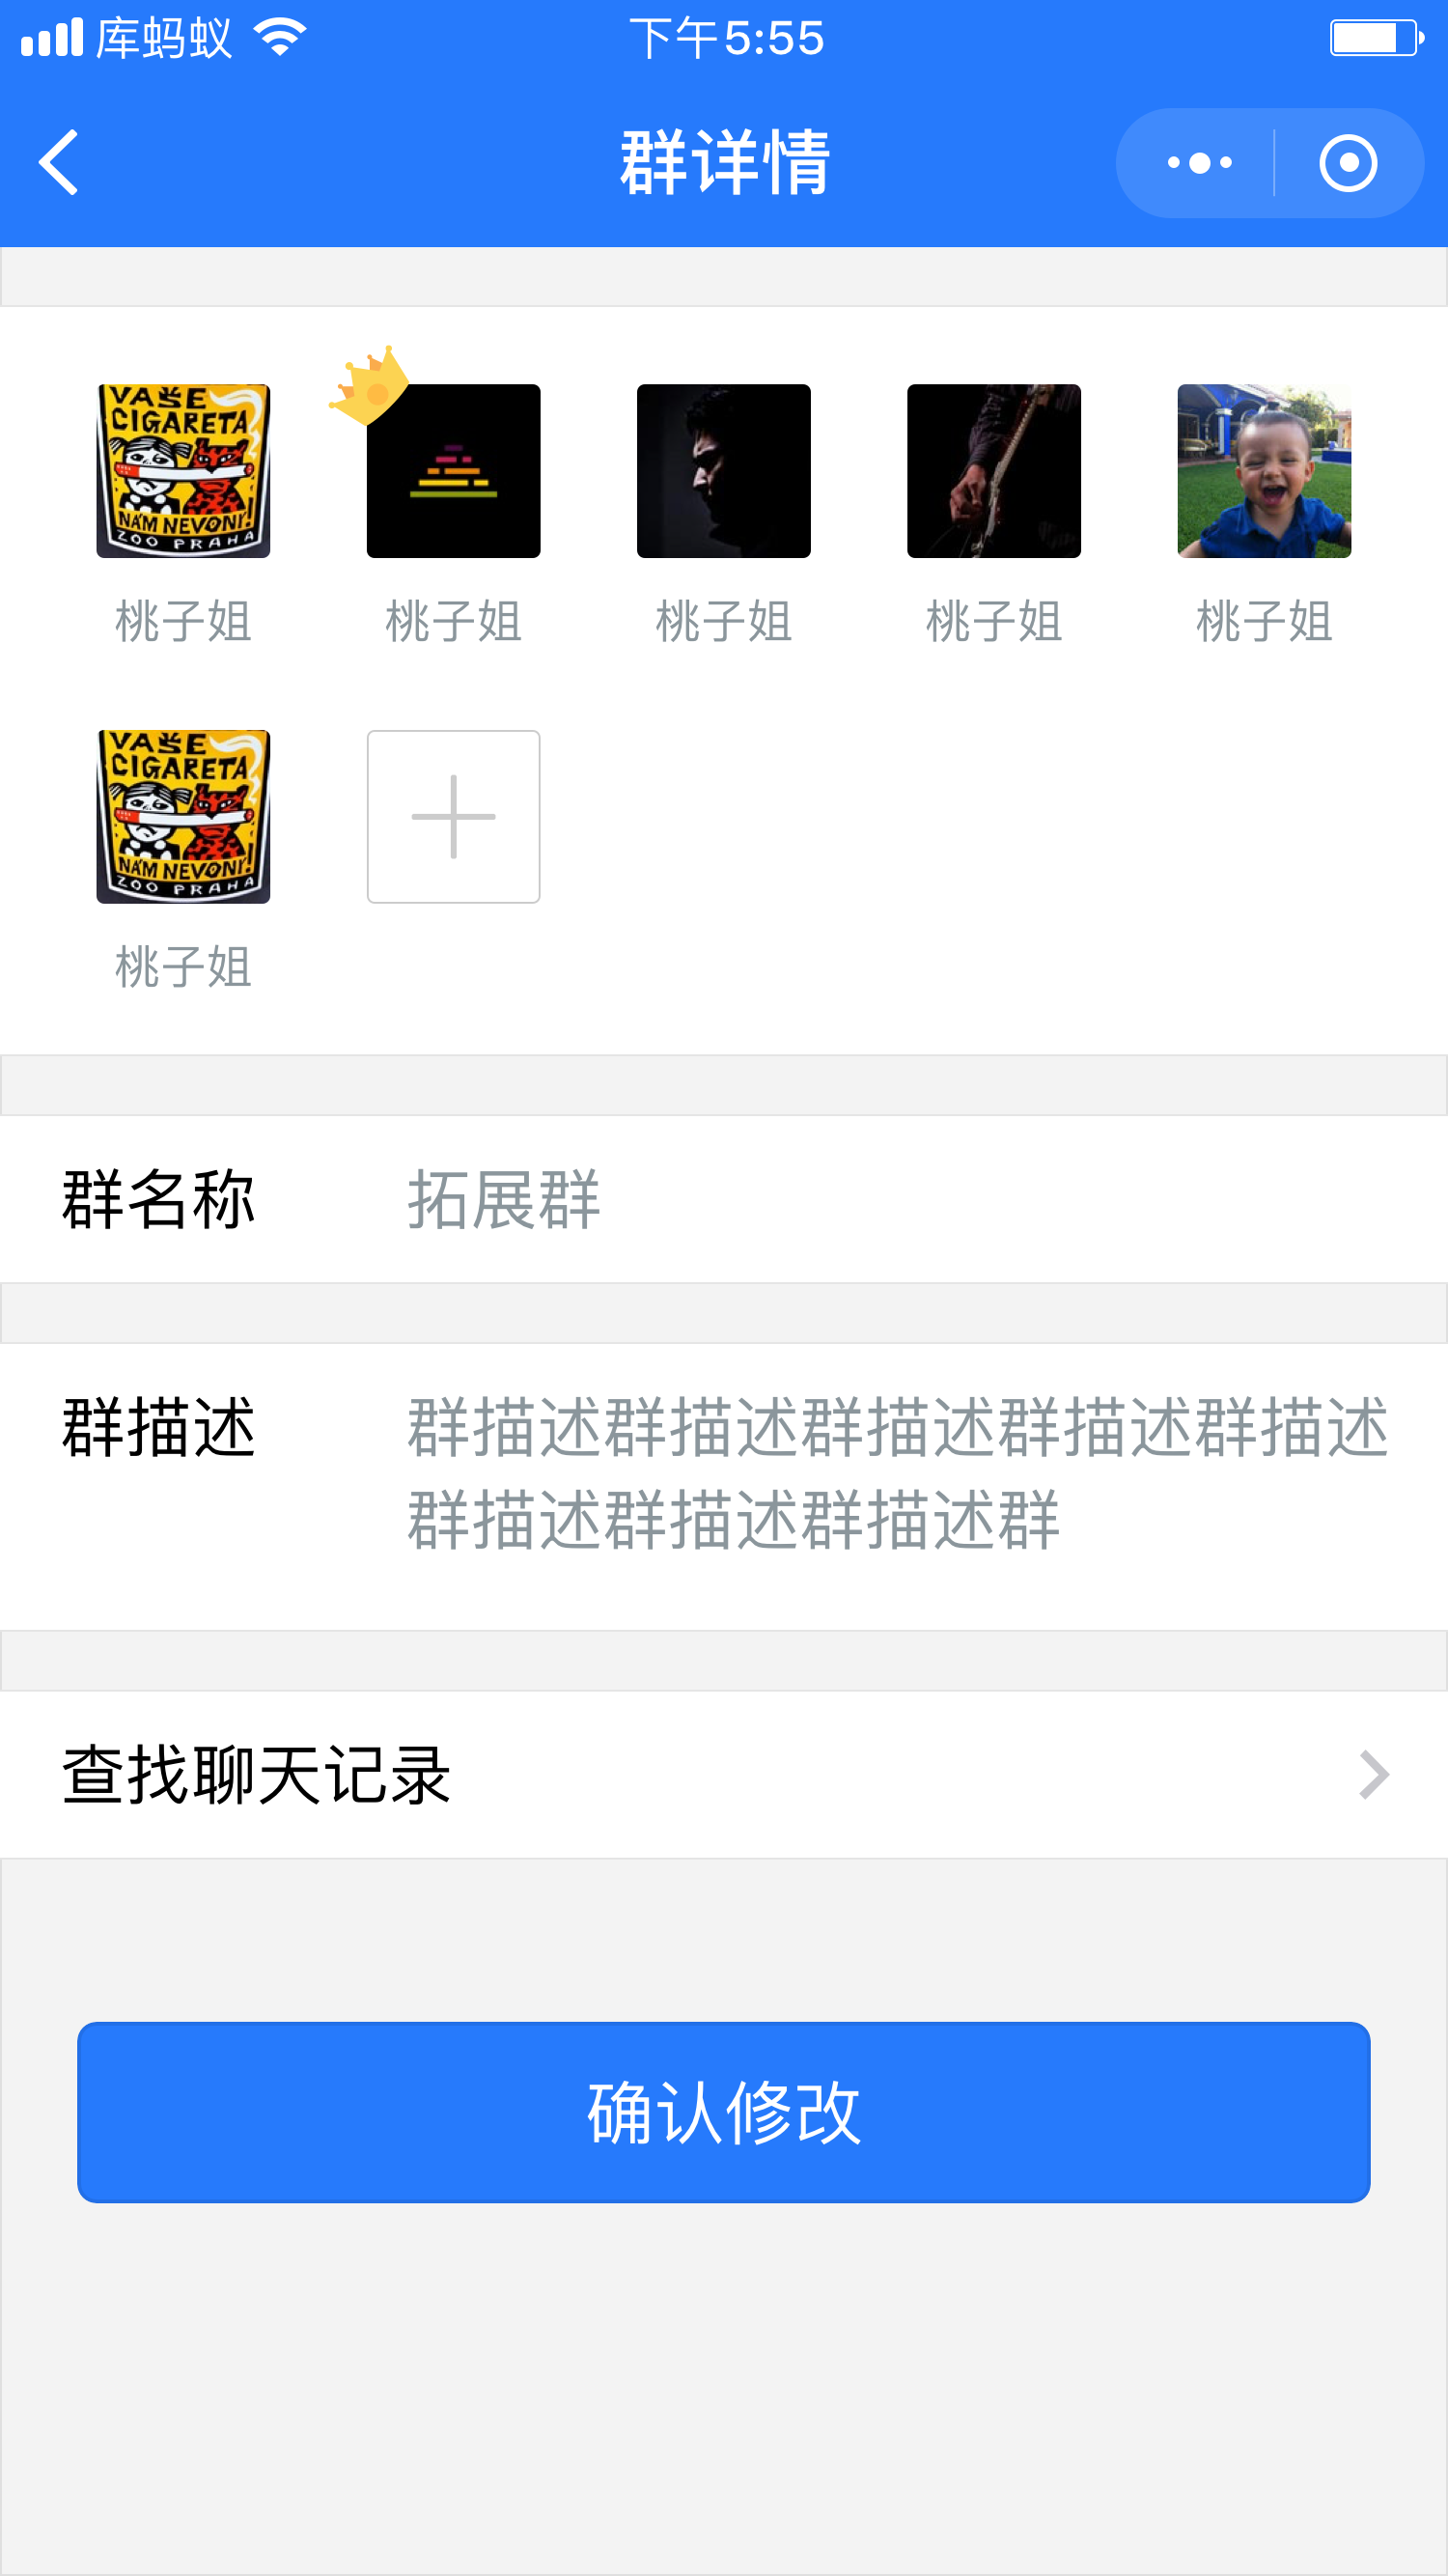 库蚂蚁
下午5:55
群详情
VAŠE
CIGARETA
NÁM NEVONÍ!
ZOO PRAHA
桃子姐 桃子姐 桃子姐 桃子姐 桃子姐
VAŠE
CIGARETA
NÁM NEVONÍ!
ZOO PRAHA
桃子姐
群名称 拓展群
群描述 群描述群描述群描述群描述群描述
群描述群描述群描述群
查找聊天记录
确认修改